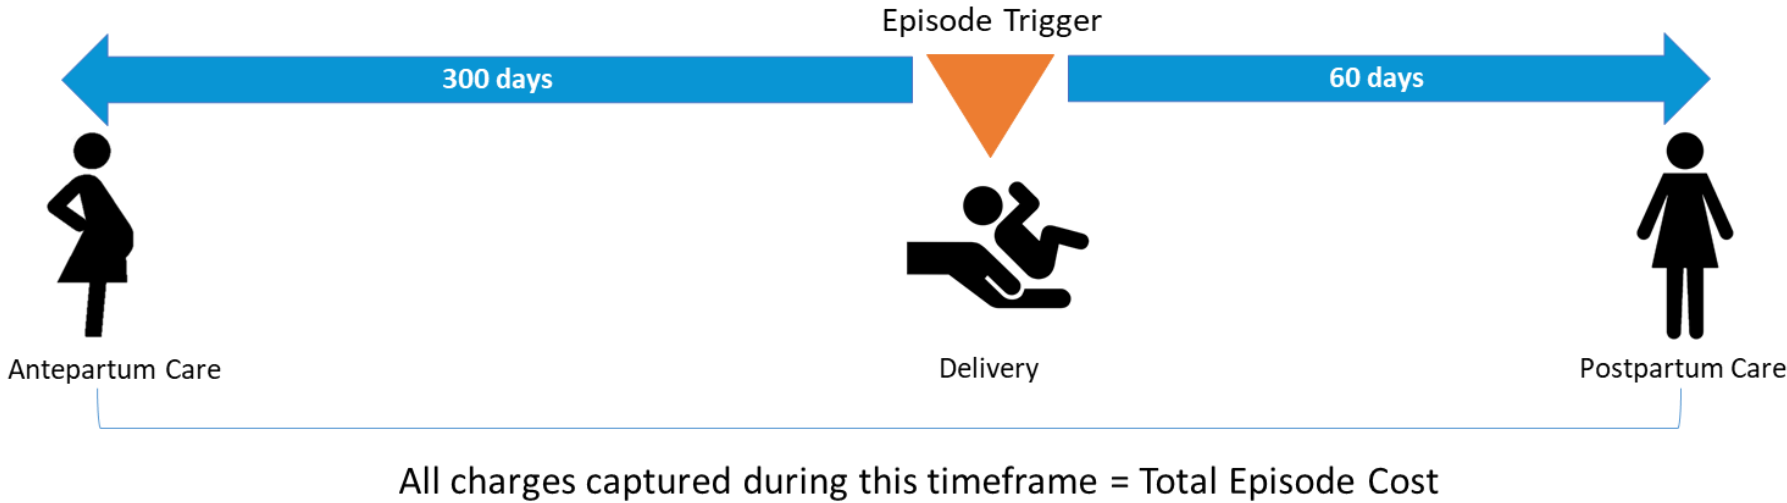 Episode Trigger
300 days
60 days
Antepartum Care
Delivery
Postpartum Care
All charges captured during this timeframe = Total Episode Cost